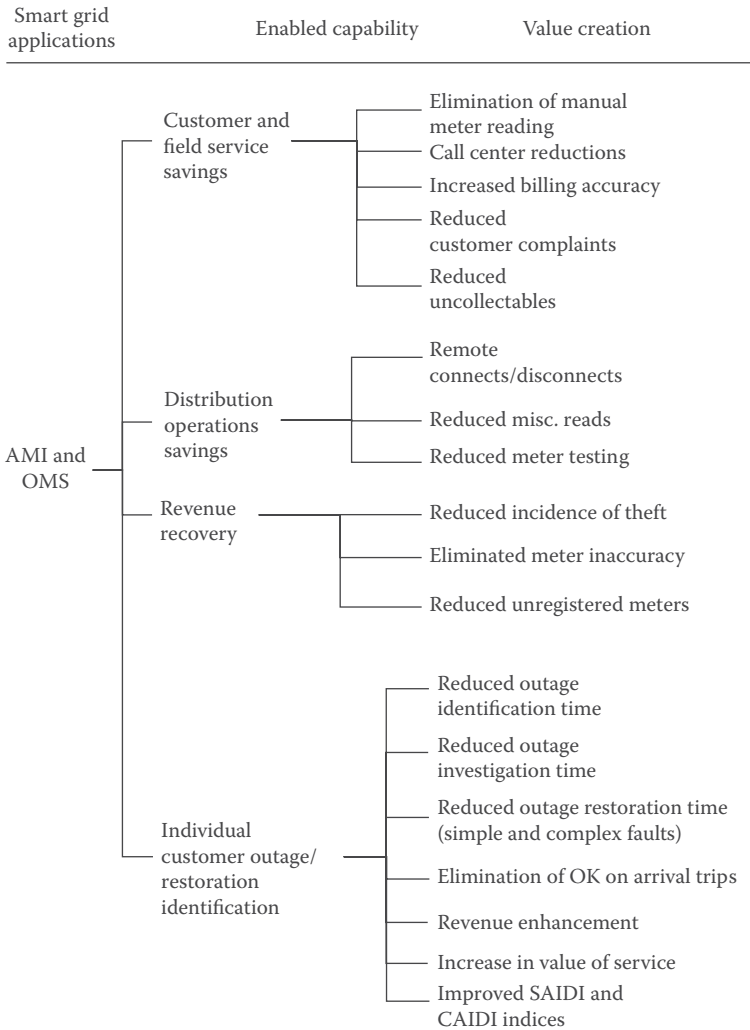 Smart grid
applications
Enabled capability
Value creation
AMI and
OMS
Customer and
field service
savings
Elimination of manual
meter reading
Call center reductions
Increased billing accuracy
Reduced
customer complaints
Reduced
uncollectables
Distribution
operations
savings
Remote
connects/disconnects
Reduced misc. reads
Reduced meter testing
Revenue
recovery
Reduced incidence of theft
Eliminated meter inaccuracy
Reduced unregistered meters
Individual
customer outage/
restoration
identification
Reduced outage
identification time
Reduced outage
investigation time
Reduced outage restoration time
(simple and complex faults)
Elimination of OK on arrival trips
Revenue enhancement
Increase in value of service
Improved SAIDI and
CAIDI indices